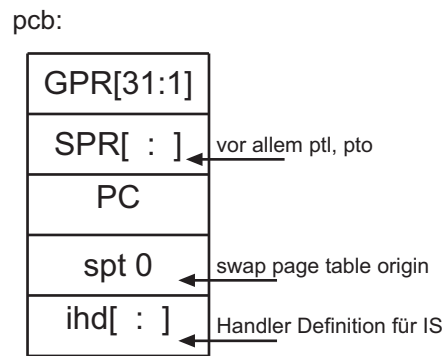 pcb:
GPR[31:1]
SPR[ : ]
vor allem ptl, pto
PC
spt 0
swap page table origin
ihd[ : ]
Handler Definition für IS